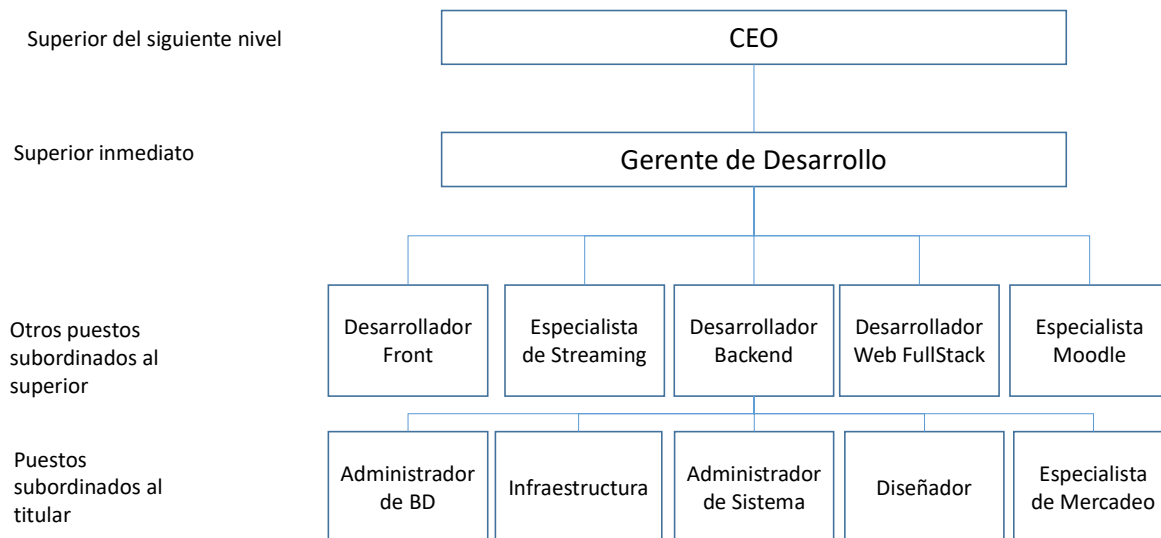 Superior del siguiente nivel
CEO
Superior inmediato
Gerente de Desarrollo
Otros puestos
subordinados al
superior
Desarrollador
Front
Especialista
de Streaming
Desarrollador
Backend
Desarrollador
Web FullStack
Especialista
Moodle
Puestos
subordinados al
titular
Administrador
de BD
Infraestructura
Administrador
de Sistema
Diseñador
Especialista
de Mercadeo